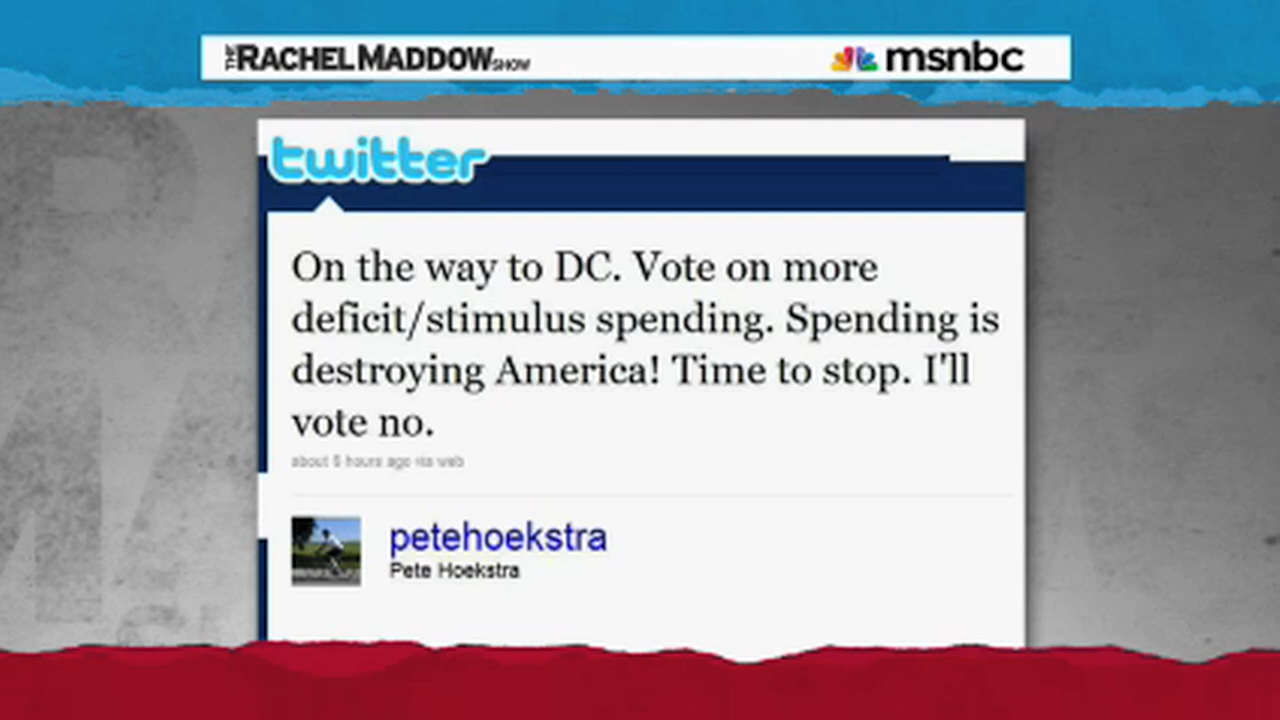 THE RACHEL MADDOW SHOW
msnbc
twitter
On the way to DC. Vote on more
deficit/stimulus spending. Spending is
destroying America! Time to stop. I'll
vote no.
about 5 hours ago via web
petehoekstra
Pete Hoekstra